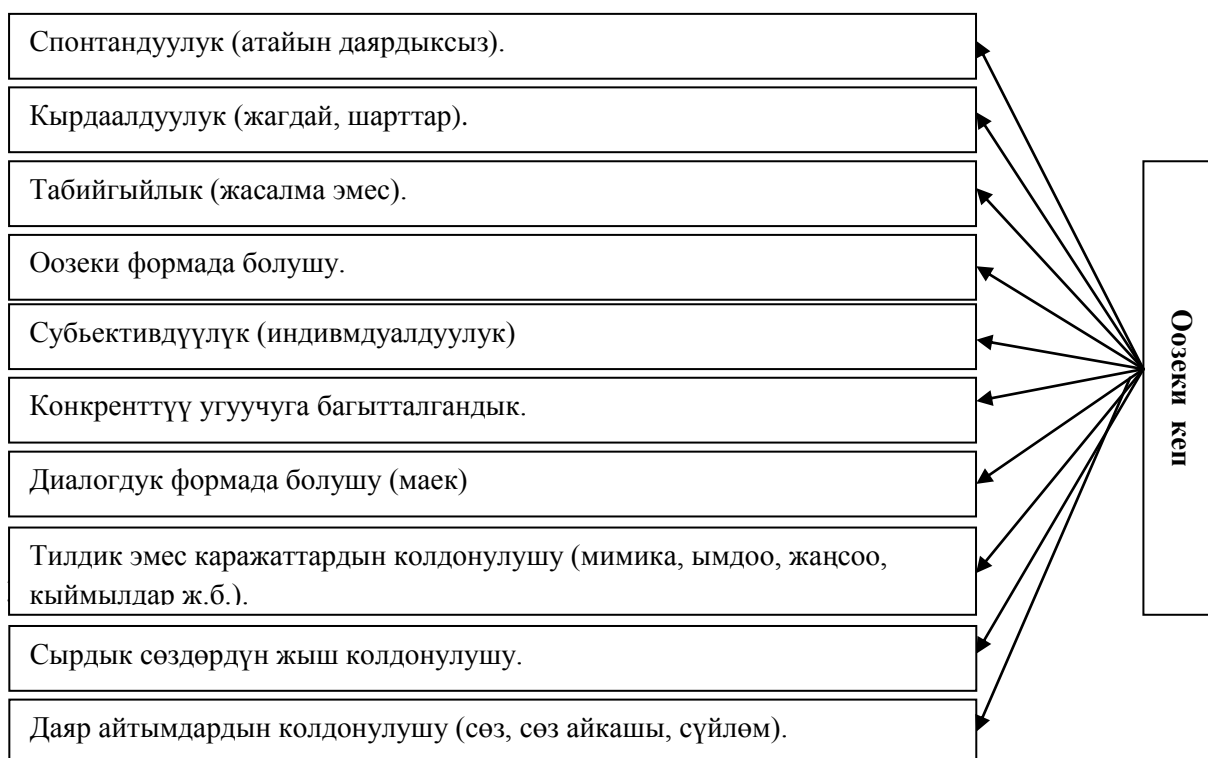 Спонтандуулук (атайын даярдыксыз).
Кырдаалдуулук (жагдай, шарттар).
Табийгыйлык (жасалма эмес).
Оозеки формада болушу.
Субьективдүүлүк (индивмдуалдуулук)
Конкренттүү угуучуга багытталгандык.
Диалогдук формада болушу (маек)
Тилдик эмес каражаттардын колдонулушу (мимика, ымдоо, жаңсоо,
кыймылдар ж.б.).
Сырдык сөздөрдүн жыш колдонулушу.
Даяр айтымдардын колдонулушу (сөз, сөз айкашы, сүйлөм).
Оозеки кеп